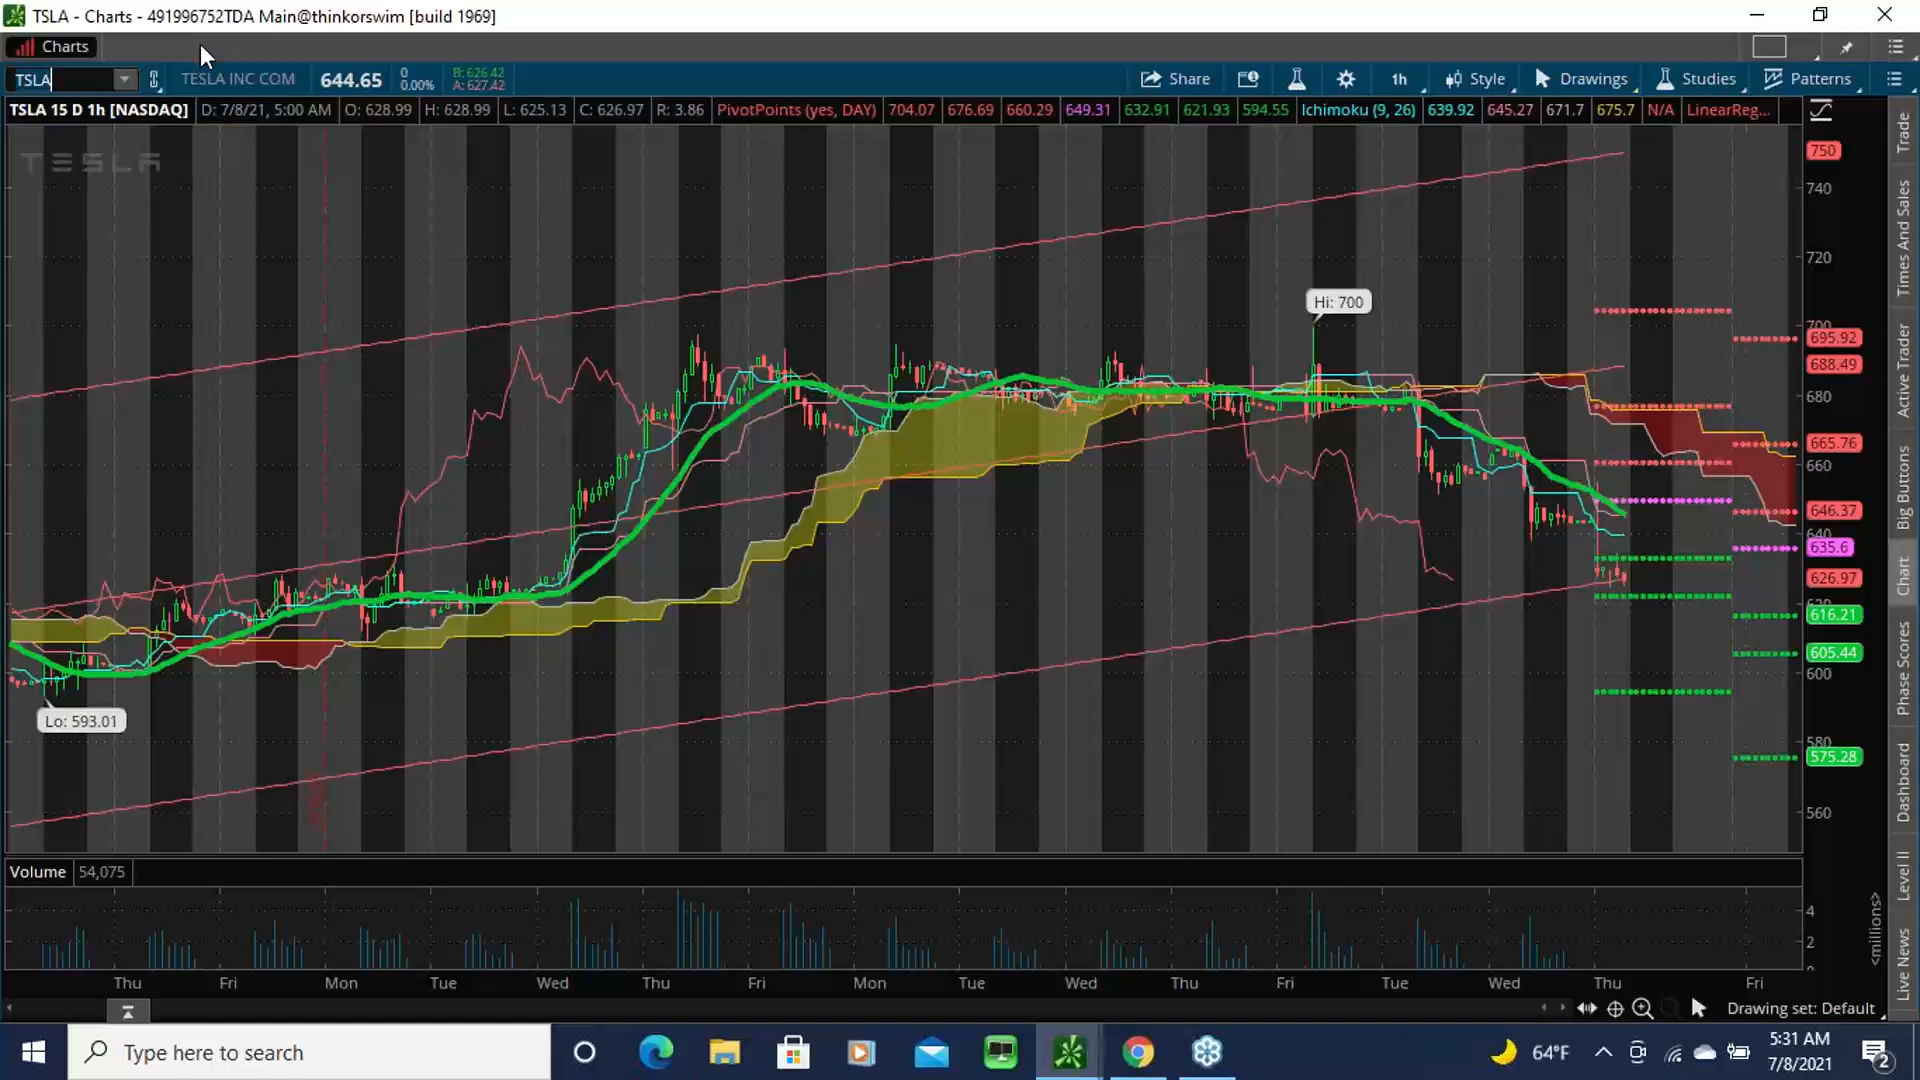 TSLA - Charts - 491996752TDA Main@thinkorswim [build 1969]
Charts
TSLA TESLA INC COM 644.65 0 0.00% B: 626.42 A: 627.42 Share 1h Style Drawings Studies Patterns
TSLA 15 D 1h [NASDAQ] D: 7/8/21, 5:00 AM O: 628.99 H: 628.99 L: 625.13 C: 626.97 R: 3.86 PivotPoints (yes, DAY) 704.07 676.69 660.29 649.31 632.91 621.93 594.55 Ichimoku (9, 26) 639.92 645.27 671.7 675.7 N/A LinearReg...
TESLA
750
740
720
Hi: 700
700
695.92
688.49
680
665.76
660
646.37
640
635.6
626.97
620
616.21
605.44
600
Lo: 593.01
580
575.28
560
Volume 54,075
4
2
0
<millions>
Thu Fri Mon Tue Wed Thu Fri Mon Tue Wed Thu Fri Tue Wed Thu Fri
Drawing set: Default
Trade
Times And Sales
Active Trader
Big Buttons
Chart
Phase Scores
Dashboard
Level II
Live News
Type here to search
64°F
5:31 AM
7/8/2021
2